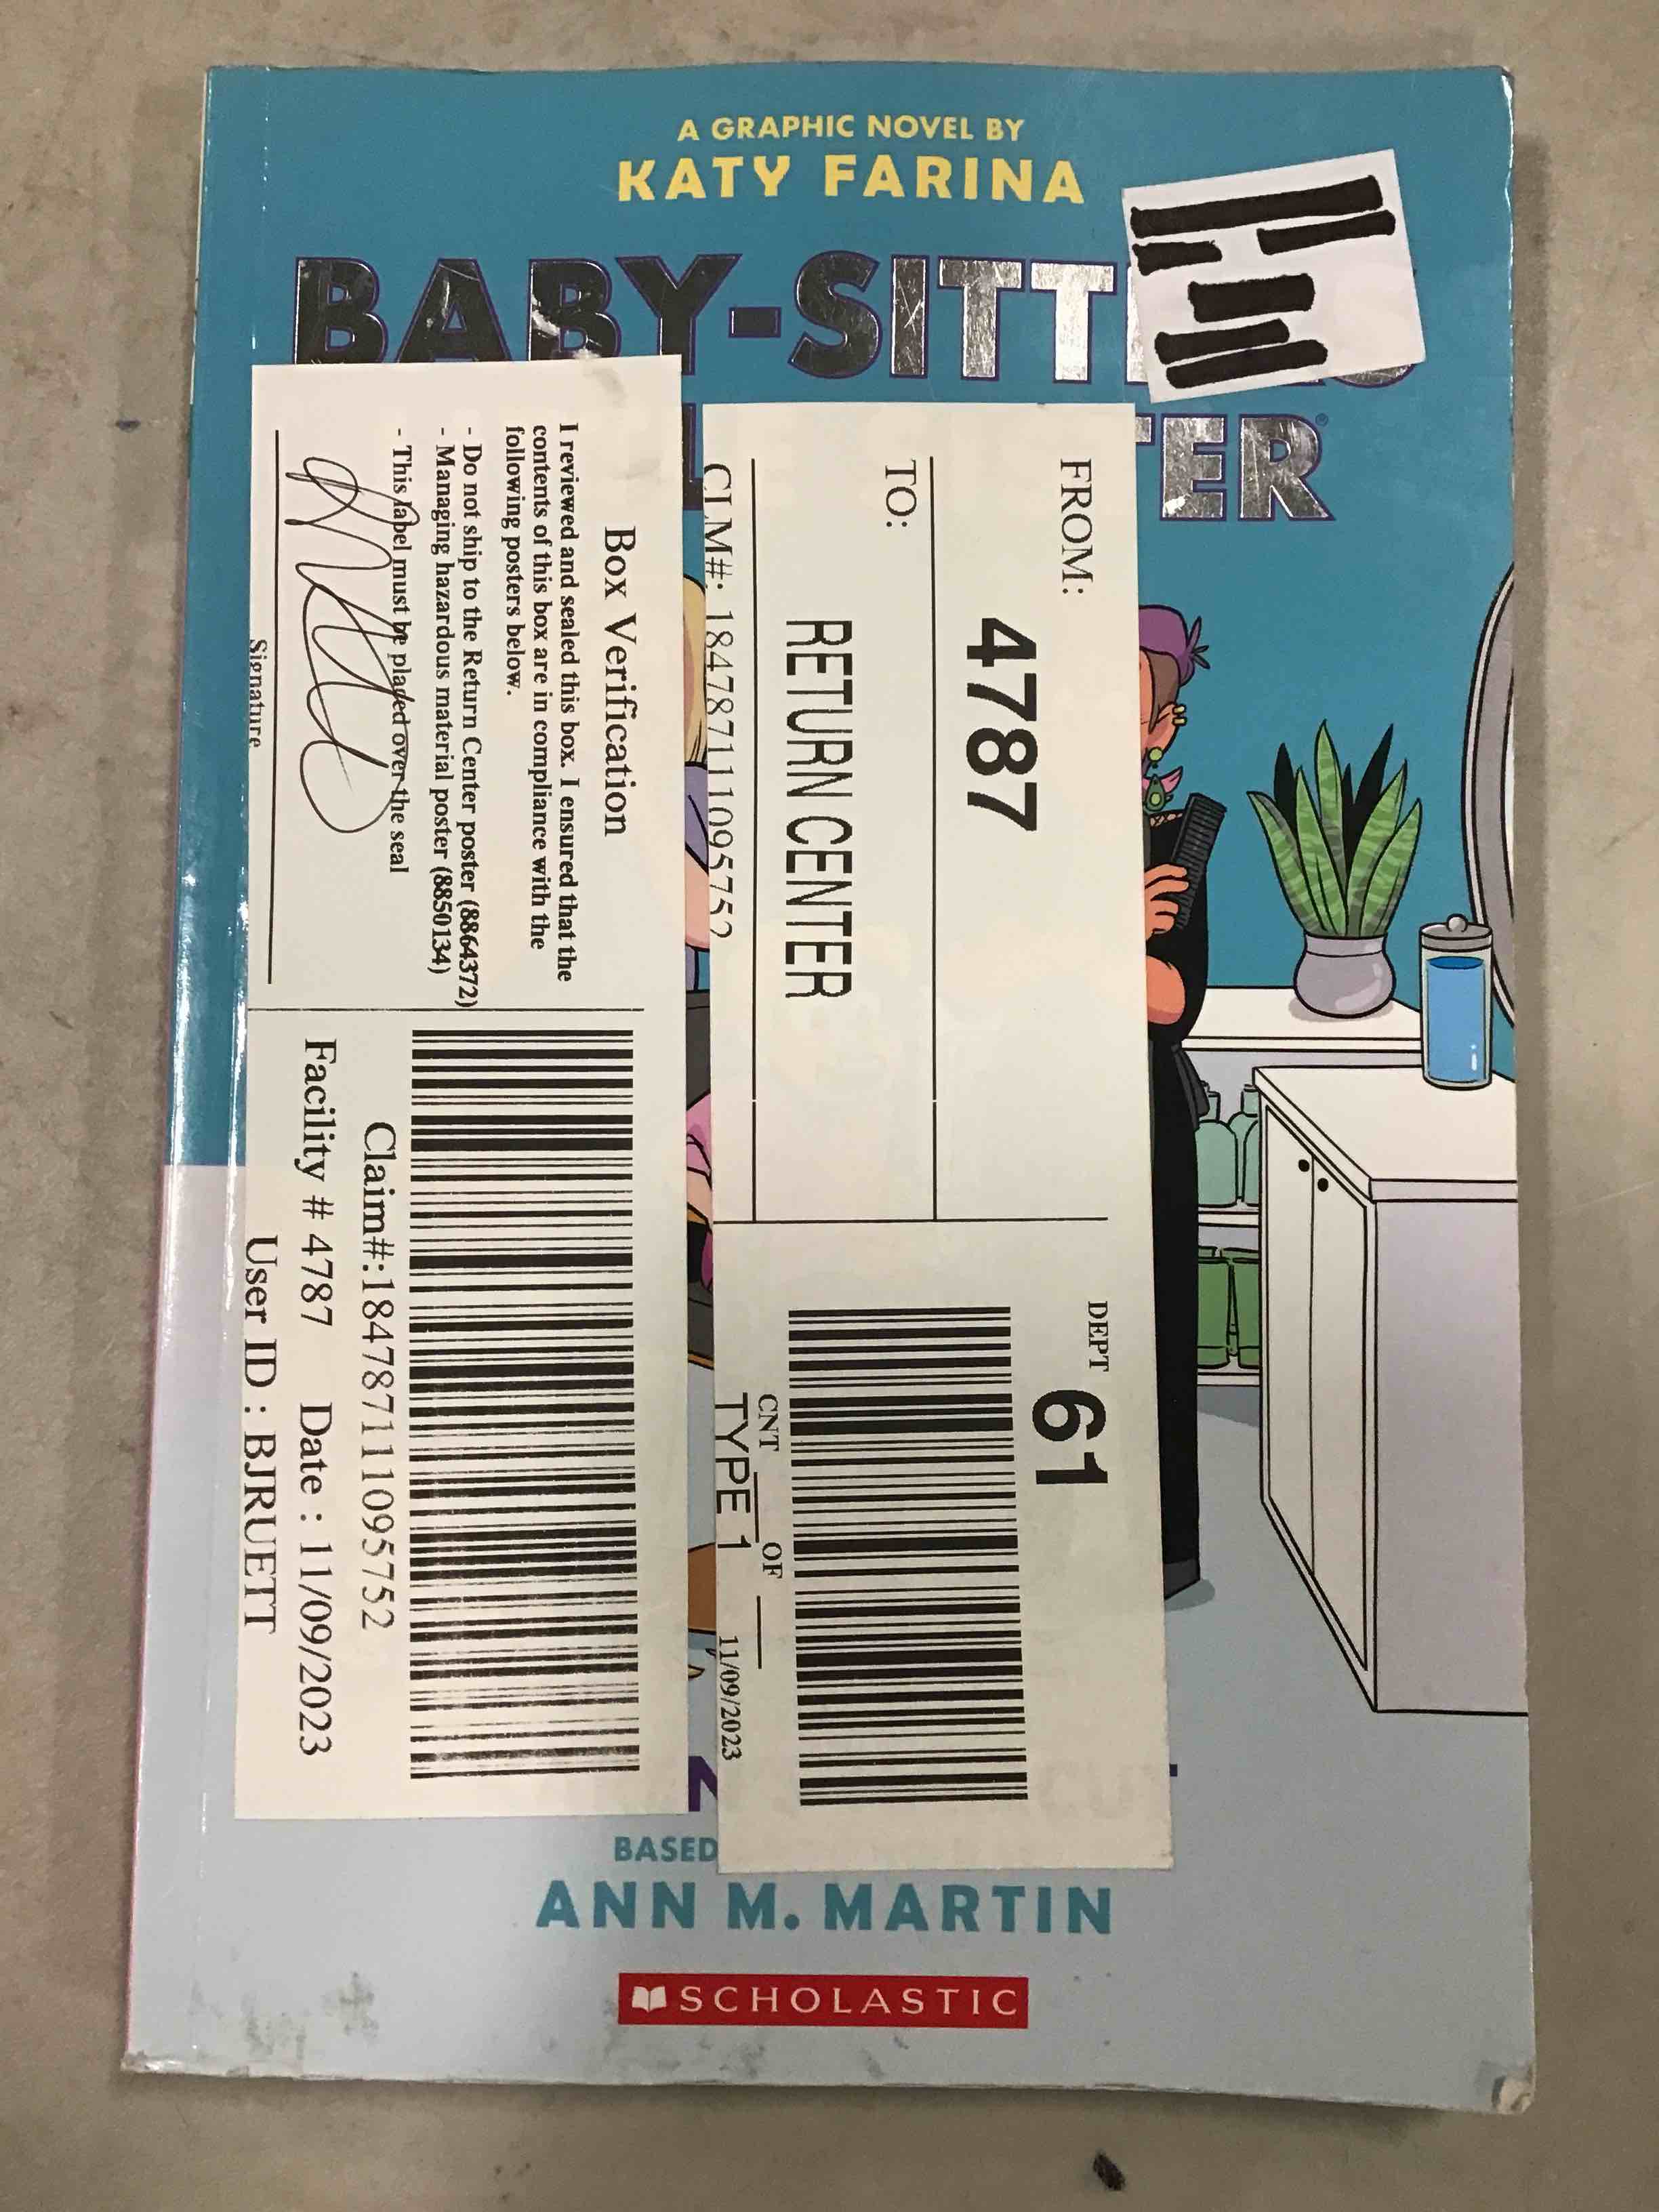 A GRAPHIC NOVEL BY
KATY FARINA
BABY-SITT
TER®
Box Verification
I reviewed and sealed this box. I ensured that the
contents of this box are in compliance with the
following posters below.
- Do not ship to the Return Center poster (8864372)
- Managing hazardous material poster (8850134)
- This label must be placed over the seal
Signature
Claim#:184787111095752
Facility # 4787 Date : 11/09/2023
User ID : BJRUETT
FROM:
4787
TO:
RETURN CENTER
CLM#: 184787111095752
DEPT 61
CNT OF
TYPE 1 11/09/2023
BASED
ANN M. MARTIN
SCHOLASTIC